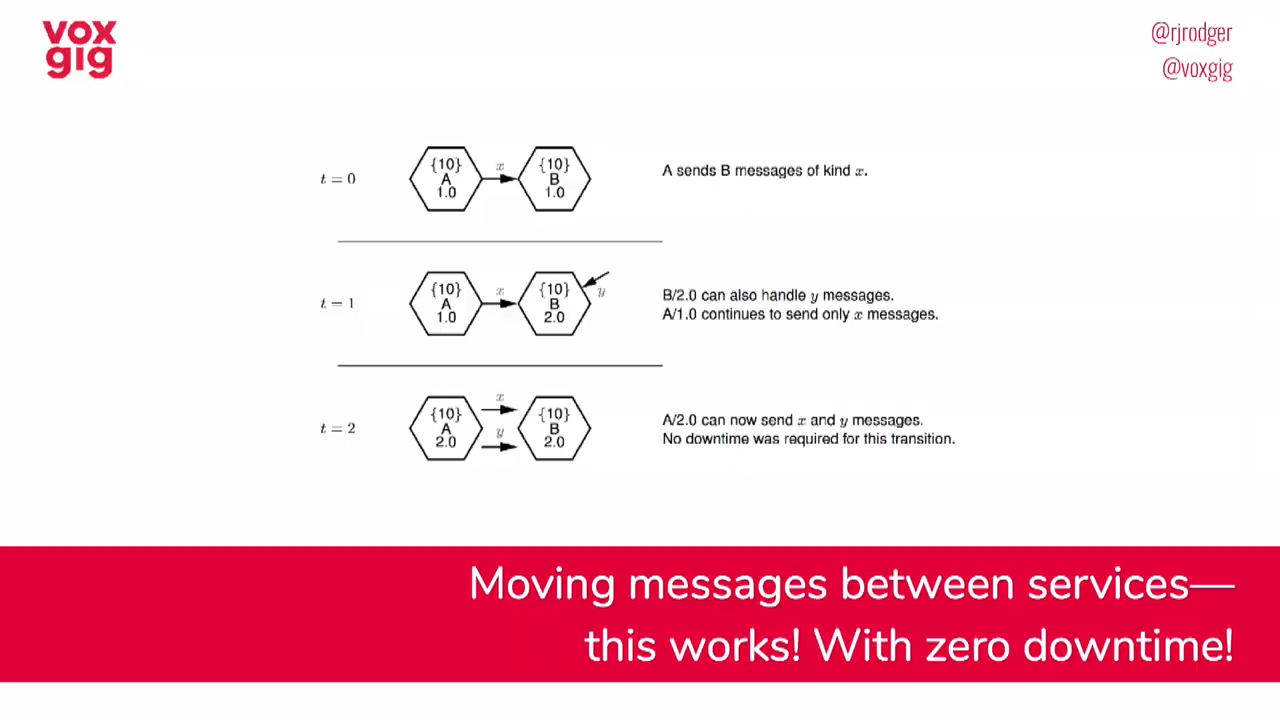 vox
gig
@rjrodger
@voxgig
t = 0
{10}
A
1.0
x
{10}
B
1.0
A sends B messages of kind x.
t = 1
{10}
A
1.0
x
{10}
B
2.0
y
B/2.0 can also handle y messages.
A/1.0 continues to send only x messages.
t = 2
{10}
A
2.0
x
y
{10}
B
2.0
A/2.0 can now send x and y messages.
No downtime was required for this transition.
Moving messages between services—
this works! With zero downtime!